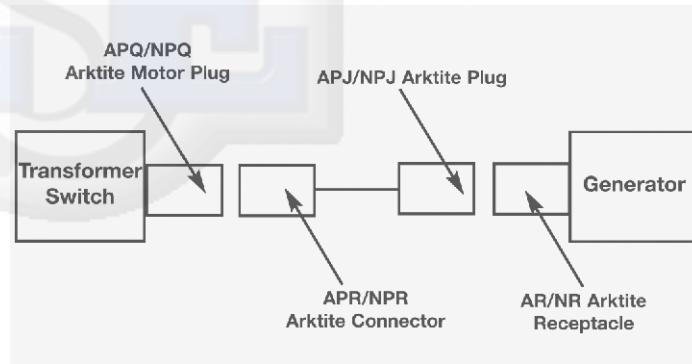 APQ/NPQ
Arktite Motor Plug
APJ/NPJ Arktite Plug
Transformer
Switch
Generator
APR/NPR
Arktite Connector
AR/NR Arktite
Receptacle